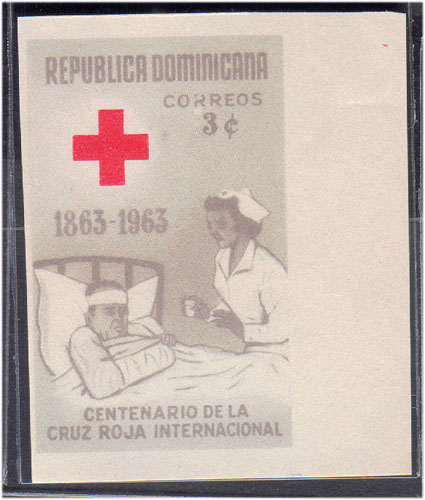 REPUBLICA DOMINICANA
CORREOS
3 ¢
1863-1963
CENTENARIO DE LA
CRUZ ROJA INTERNACIONAL